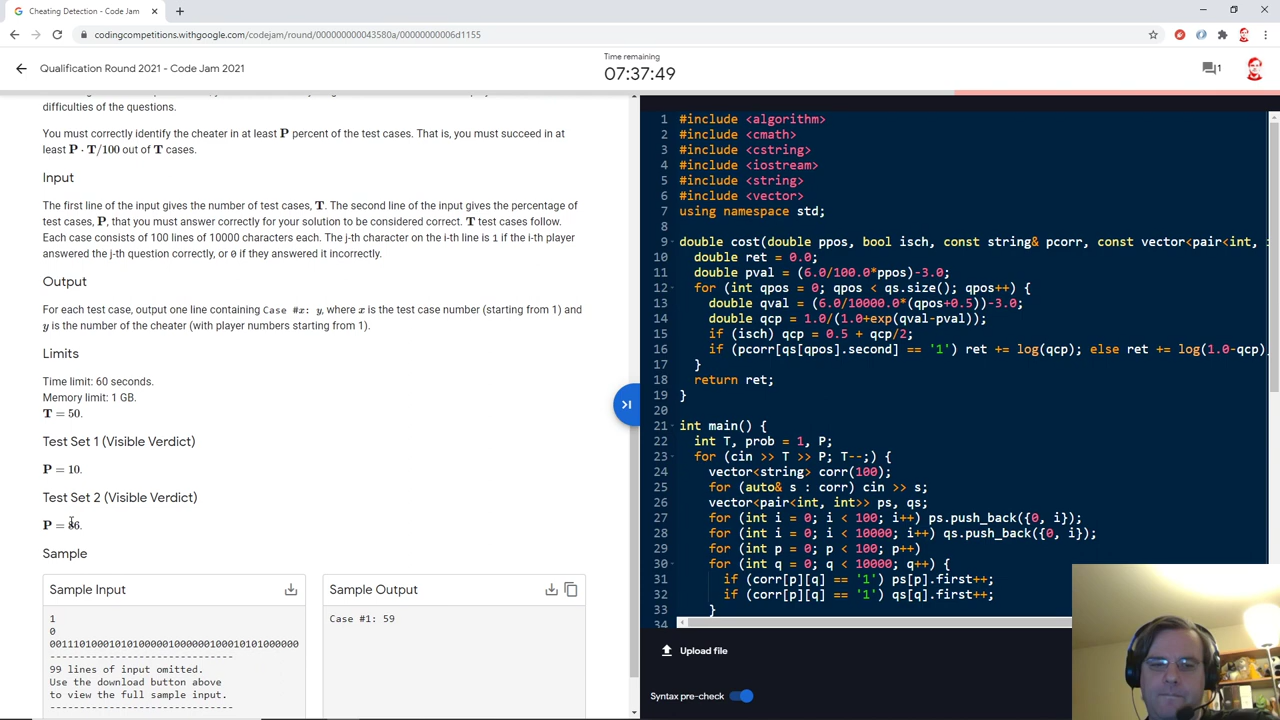 Cheating Detection - Code Jam
codingcompetitions.withgoogle.com/codejam/round/000000000043580a/00000000006d1155
Qualification Round 2021 - Code Jam 2021
Time remaining
07:37:49
1
difficulties of the questions.
You must correctly identify the cheater in at least P percent of the test cases. That is, you must succeed in at
least P · T/100 out of T cases.
Input
The first line of the input gives the number of test cases, T. The second line of the input gives the percentage of
test cases, P, that you must answer correctly for your solution to be considered correct. T test cases follow.
Each case consists of 100 lines of 10000 characters each. The j-th character on the i-th line is 1 if the i-th player
answered the j-th question correctly, or 0 if they answered it incorrectly.
Output
For each test case, output one line containing Case #x: y, where x is the test case number (starting from 1) and
y is the number of the cheater (with player numbers starting from 1).
Limits
Time limit: 60 seconds.
Memory limit: 1 GB.
T = 50.
Test Set 1 (Visible Verdict)
P = 10.
Test Set 2 (Visible Verdict)
P = 86.
Sample
Sample Input
1
0
00111010001010100000100000010001010100000​0
-------------------------------
99 lines of input omitted.
Use the download button above
to view the full sample input.
-------------------------------
Sample Output
Case #1: 59
1 #include <algorithm>
2 #include <cmath>
3 #include <cstring>
4 #include <iostream>
5 #include <string>
6 #include <vector>
7 using namespace std;
8
9 double cost(double ppos, bool isch, const string& pcorr, const vector<pair<int,
10 double ret = 0.0;
11 double pval = (6.0/100.0*ppos)-3.0;
12 for (int qpos = 0; qpos < qs.size(); qpos++) {
13 double qval = (6.0/10000.0*(qpos+0.5))-3.0;
14 double qcp = 1.0/(1.0+exp(qval-pval));
15 if (isch) qcp = 0.5 + qcp/2;
16 if (pcorr[qs[qpos].second] == '1') ret += log(qcp); else ret += log(1.0-qcp)
17 }
18 return ret;
19 }
20
21 int main() {
22 int T, prob = 1, P;
23 for (cin >> T >> P; T--;) {
24 vector<string> corr(100);
25 for (auto& s : corr) cin >> s;
26 vector<pair<int, int>> ps, qs;
27 for (int i = 0; i < 100; i++) ps.push_back({0, i});
28 for (int i = 0; i < 10000; i++) qs.push_back({0, i});
29 for (int p = 0; p < 100; p++)
30 for (int q = 0; q < 10000; q++) {
31 if (corr[p][q] == '1') ps[p].first++;
32 if (corr[p][q] == '1') qs[q].first++;
33 }
34
Upload file
Syntax pre-check